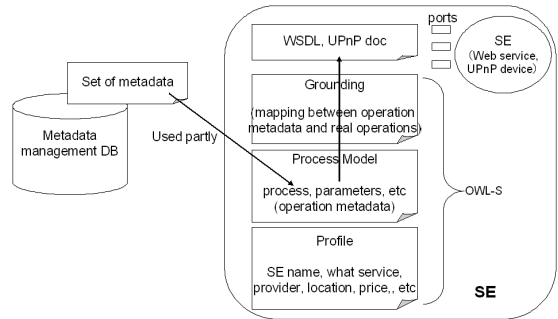 ports
WSDL, UPnP doc
SE
(Web service,
UPnP device)
Set of metadata
Grounding
(mapping between operation
metadata and real operations)
Used partly
Metadata
management DB
Process Model
process, parameters, etc
(operation metadata)
OWL-S
Profile
SE name, what service,
provider, location, price,, etc
SE